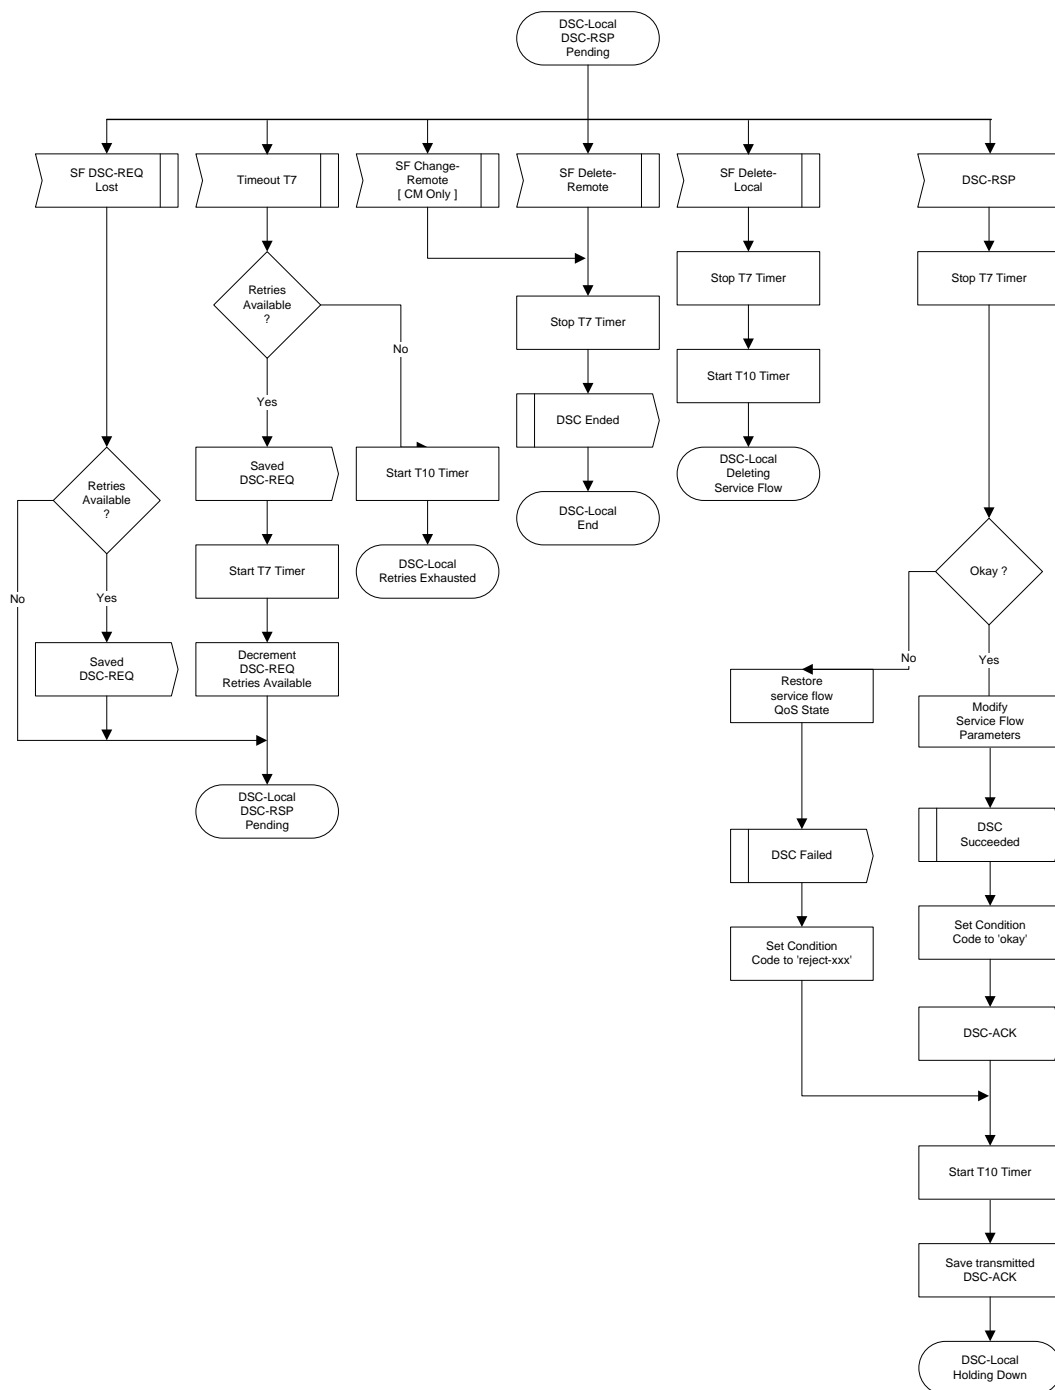 DSC-Local
DSC-RSP
Pending
SF DSC-REQ
Lost
Timeout T7
SF Change-
Remote
[ CM Only ]
SF Delete-
Remote
SF Delete-
Local
DSC-RSP
Retries
Available
?
Stop T7 Timer
Stop T7 Timer
Stop T7 Timer
No
Start T10 Timer
Yes
DSC Ended
Saved
DSC-REQ
Start T10 Timer
DSC-Local
Deleting
Service Flow
Retries
Available
?
DSC-Local
End
Start T7 Timer
DSC-Local
Retries Exhausted
Okay ?
No
Yes
Saved
DSC-REQ
Decrement
DSC-REQ
Retries Available
No
Yes
Restore
service flow
QoS State
Modify
Service Flow
Parameters
DSC-Local
DSC-RSP
Pending
DSC Failed
DSC
Succeeded
Set Condition
Code to 'reject-xxx'
Set Condition
Code to 'okay'
DSC-ACK
Start T10 Timer
Save transmitted
DSC-ACK
DSC-Local
Holding Down